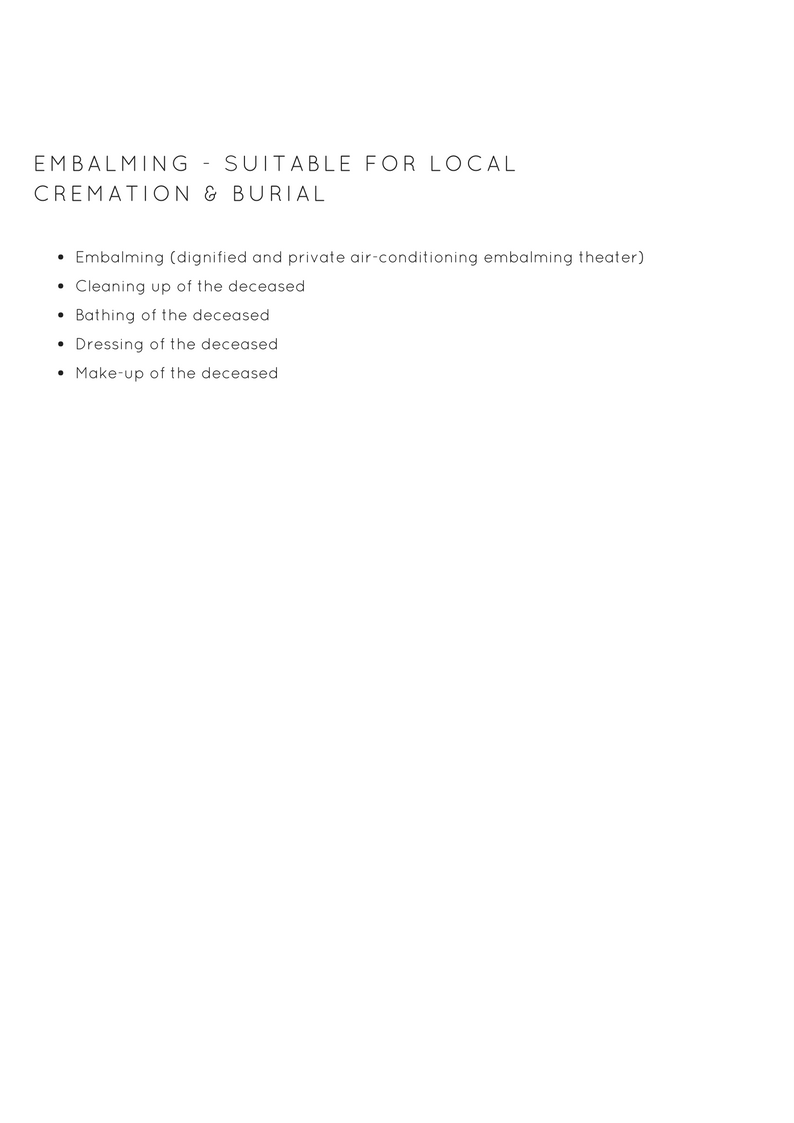 EMBALMING - SUITABLE FOR LOCAL
CREMATION & BURIAL
• Embalming (dignified and private air-conditioning embalming theater)
• Cleaning up of the deceased
• Bathing of the deceased
• Dressing of the deceased
• Make-up of the deceased